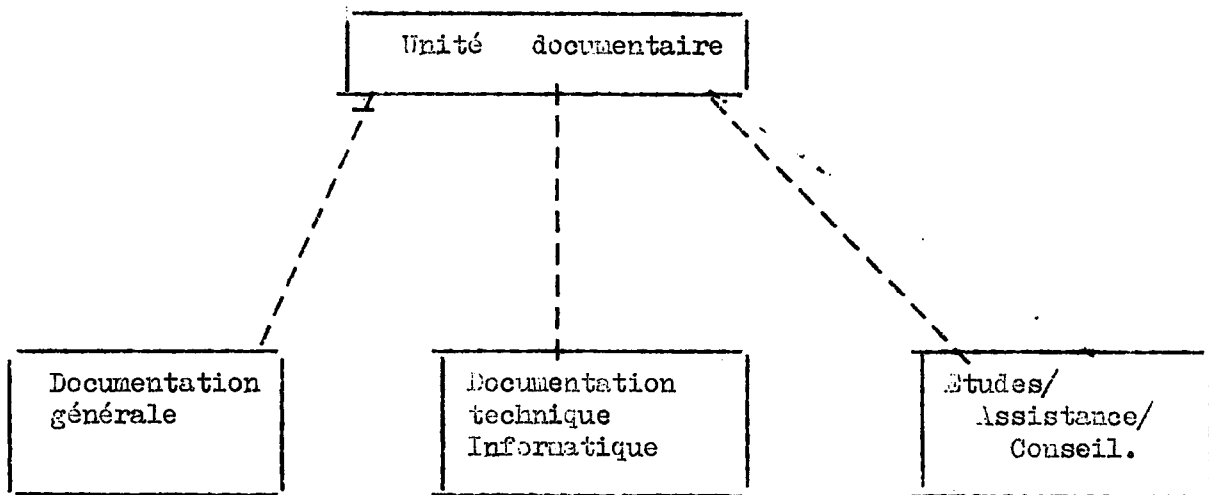 Unité documentaire
Documentation
générale
Documentation
technique
Informatique
Etudes/
Assistance/
Conseil.